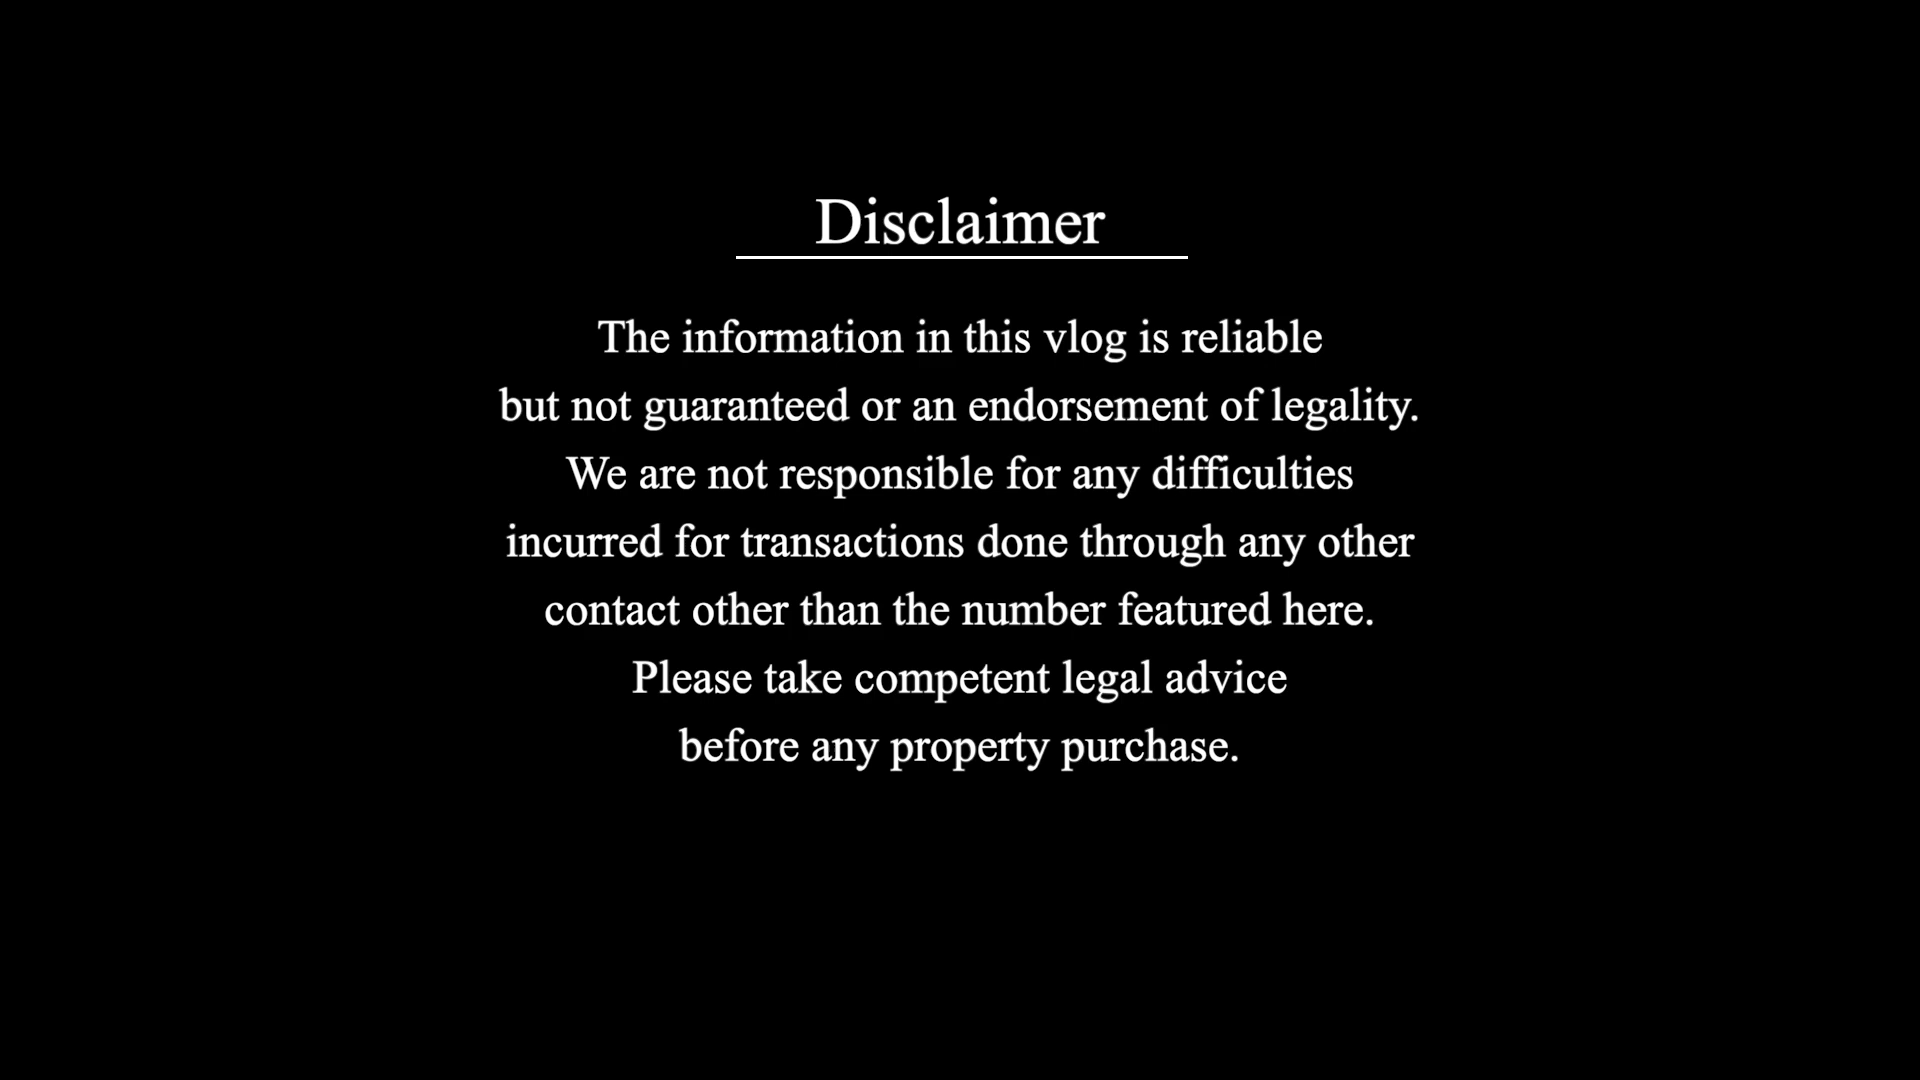 Disclaimer
The information in this vlog is reliable
but not guaranteed or an endorsement of legality.
We are not responsible for any difficulties
incurred for transactions done through any other
contact other than the number featured here.
Please take competent legal advice
before any property purchase.